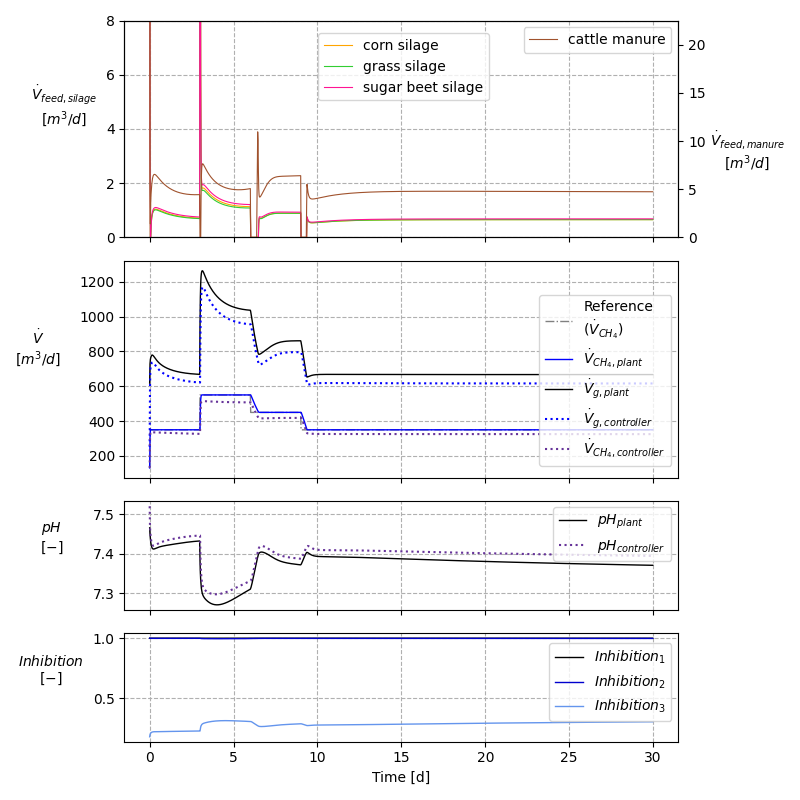 8
6
4
2
0
V̇feed, silage
[m³/d]
corn silage
grass silage
sugar beet silage
cattle manure
20
15
10
5
0
V̇feed, manure
[m³/d]
1200
1000
800
600
400
200
V̇
[m³/d]
Reference
(V̇CH₄)
V̇CH₄, plant
V̇g, plant
V̇g, controller
V̇CH₄, controller
7.5
7.4
7.3
pH
[−]
pHplant
pHcontroller
1.0
0.5
Inhibition
[−]
Inhibition₁
Inhibition₂
Inhibition₃
0 5 10 15 20 25 30
Time [d]